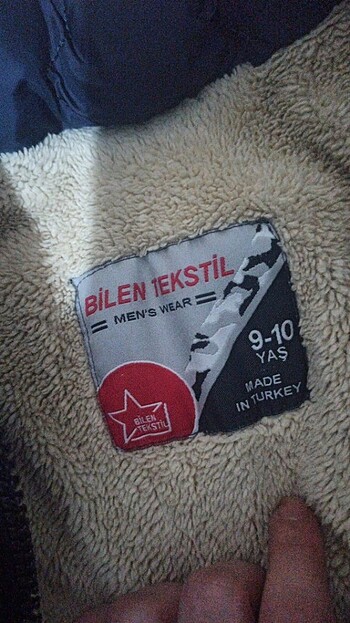 BİLEN TEKSTİL
MEN'S WEAR
9-10
YAŞ
MADE
IN TURKEY
BİLEN
TEKSTİL